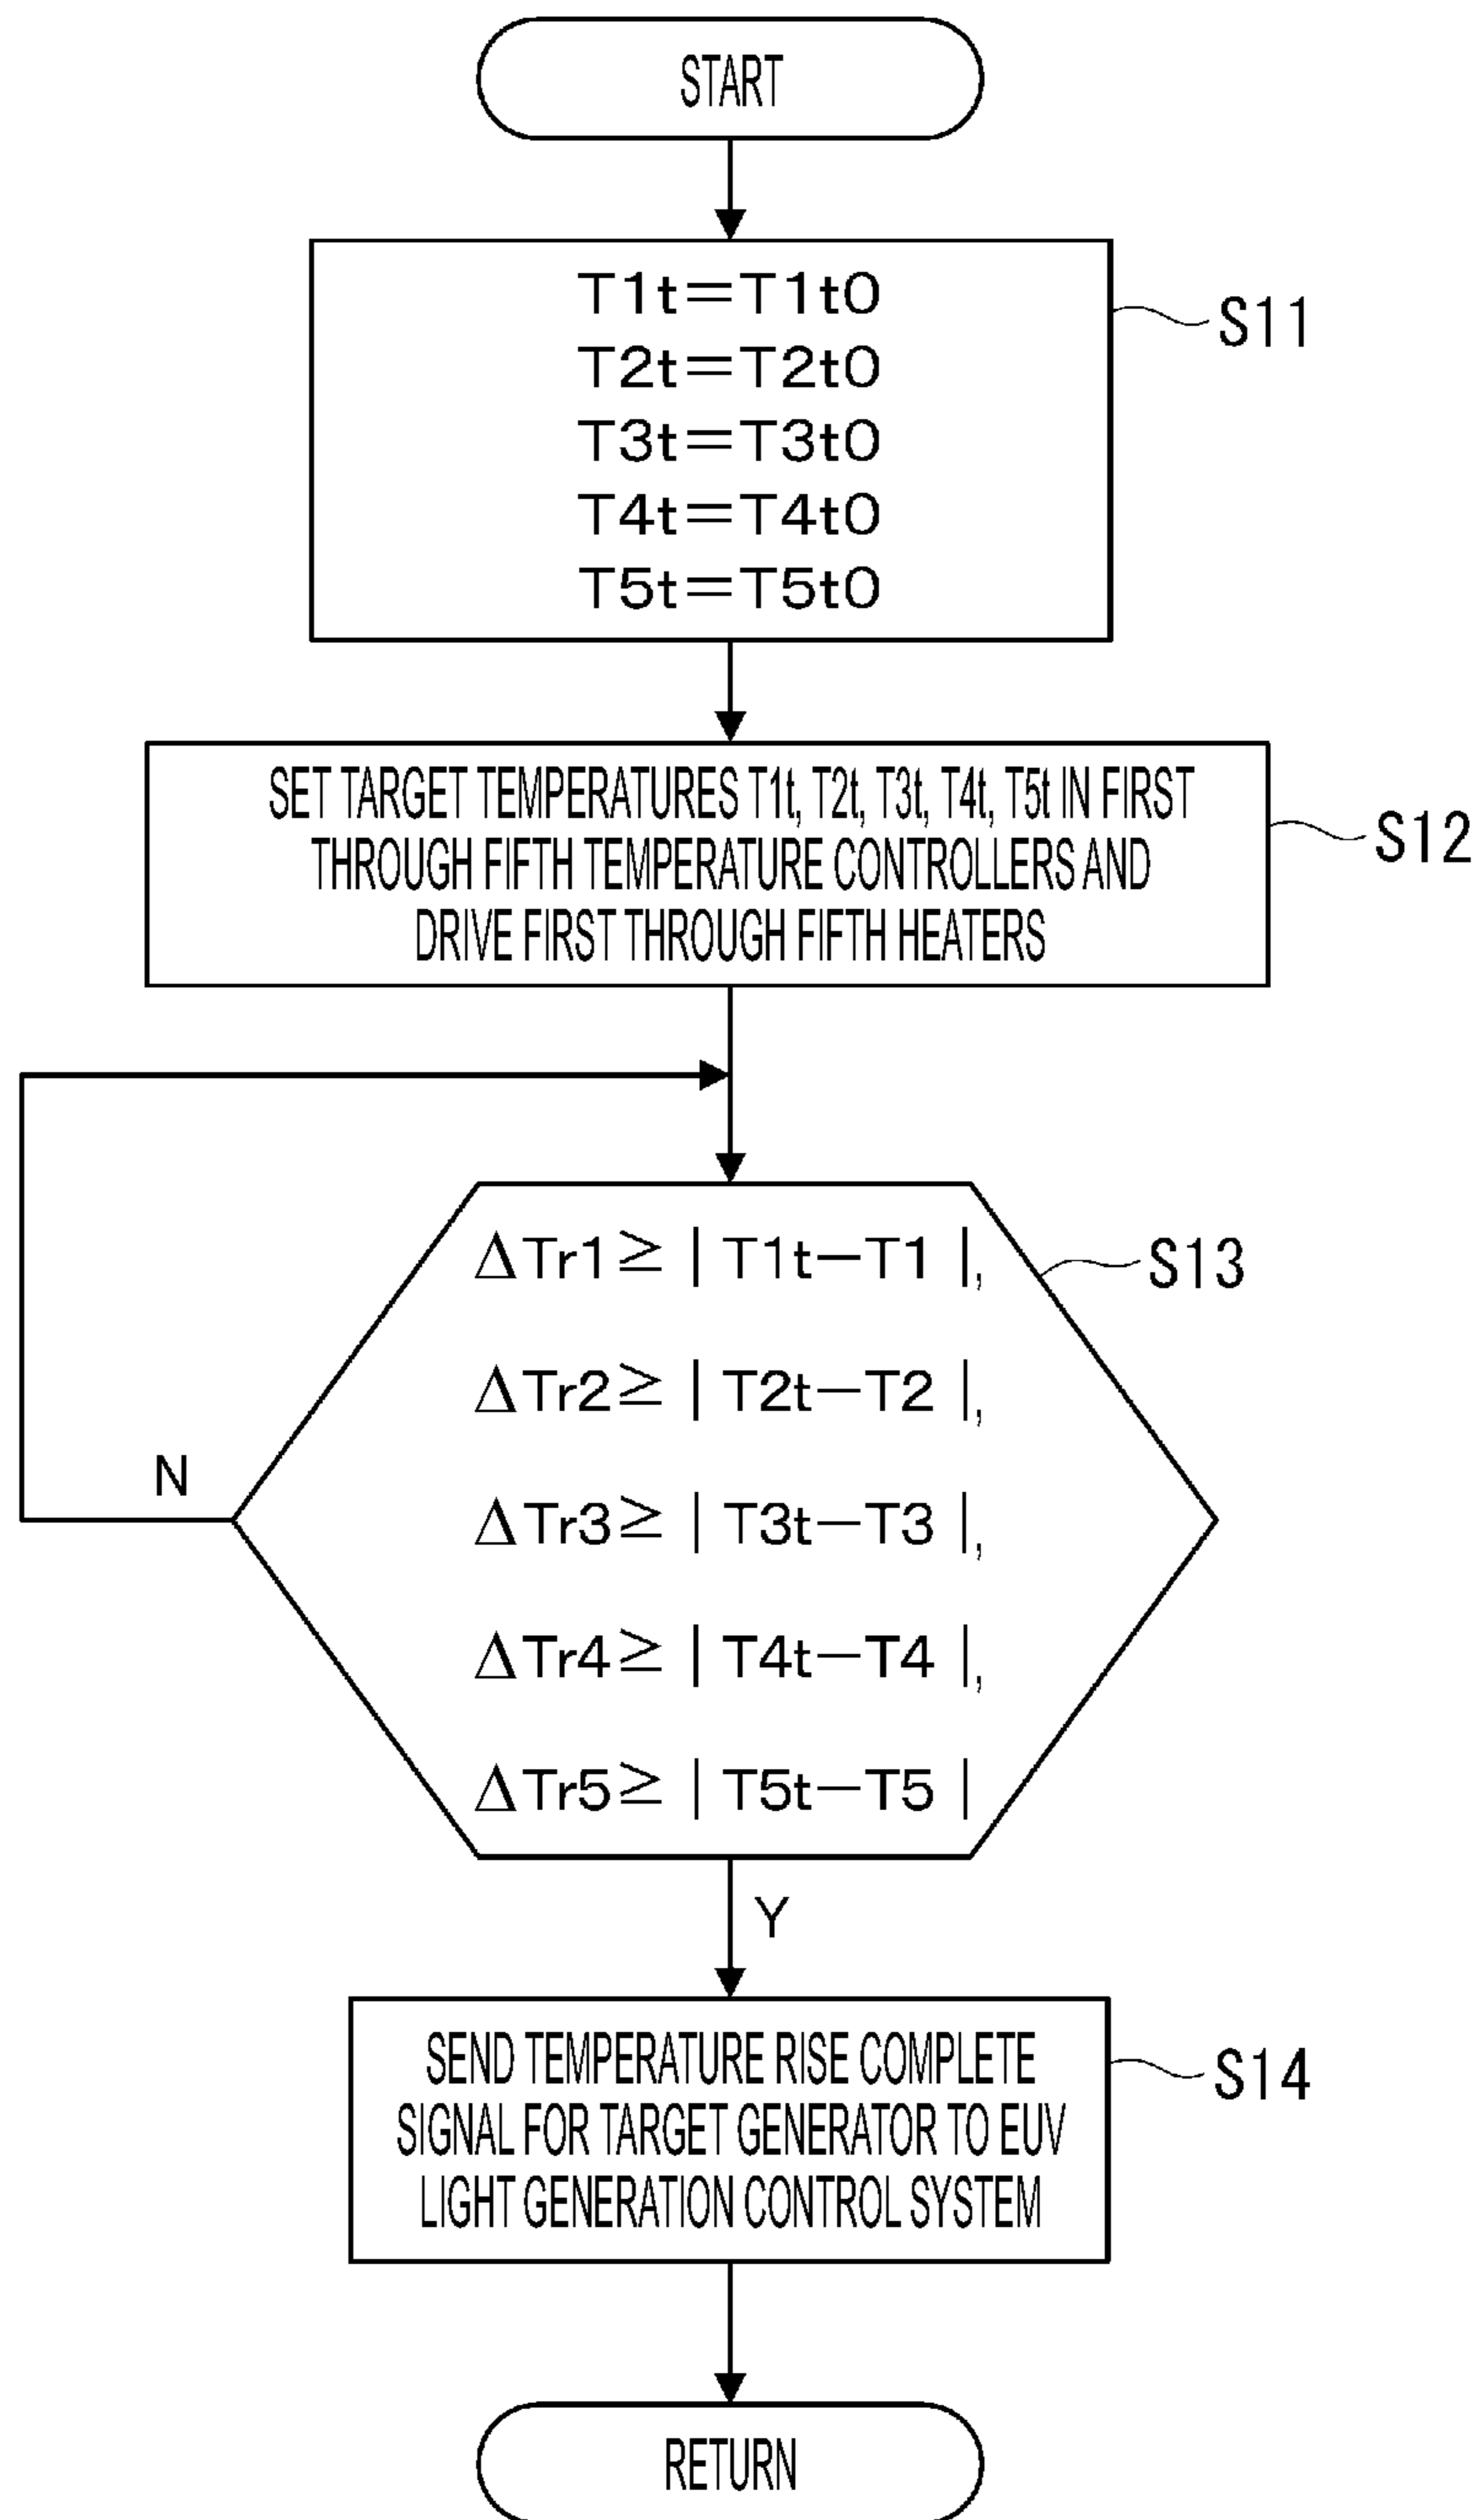 START
T1t=T1t0
S11
T2t=T2t0
T3t=T3t0
T4t=T4t0
T5t=T5t0
SET TARGET TEMPERATURES T1t, T2t, T3t, T4t, T5t IN FIRST
THROUGH FIFTH TEMPERATURE CONTROLLERS AND
DRIVE FIRST THROUGH FIFTH HEATERS
S12
ΔTr1≧|T1t−T1|,
S13
ΔTr2≧|T2t−T2|,
N
ΔTr3≧|T3t−T3|,
ΔTr4≧|T4t−T4|,
ΔTr5≧|T5t−T5|
Y
SEND TEMPERATURE RISE COMPLETE
SIGNAL FOR TARGET GENERATOR TO EUV
LIGHT GENERATION CONTROL SYSTEM
S14
RETURN